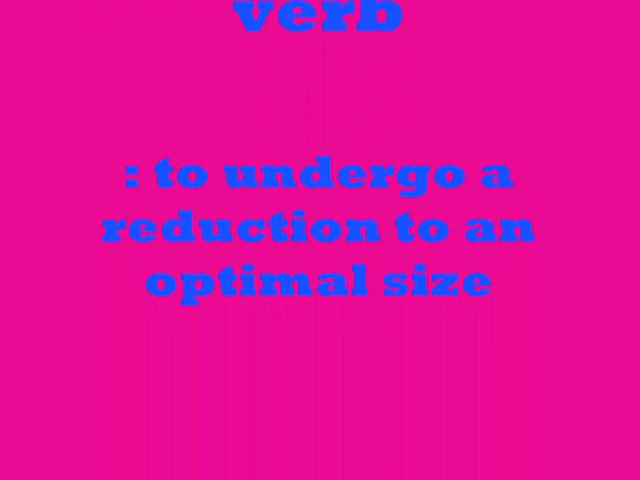 verb
: to undergo a
reduction to an
optimal size